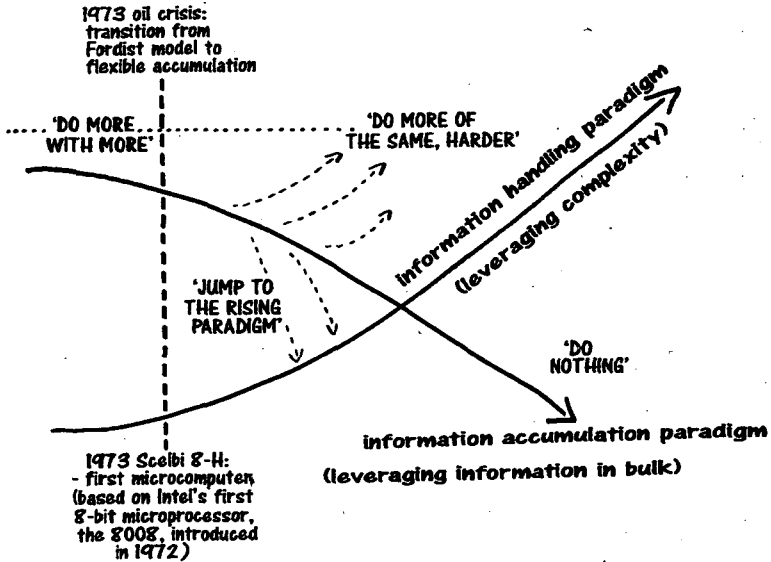 1973 oil crisis:
transition from
Fordist model to
flexible accumulation
'DO MORE
WITH MORE'
'DO MORE OF
THE SAME, HARDER'
information handling paradigm
(leveraging complexity)
'JUMP TO
THE RISING
PARADIGM'
'DO
NOTHING'
information accumulation paradigm
(leveraging information in bulk)
1973 Scelbi 8-H:
- first microcomputer,
(based on Intel's first
8-bit microprocessor,
the 8008, introduced
in 1972)